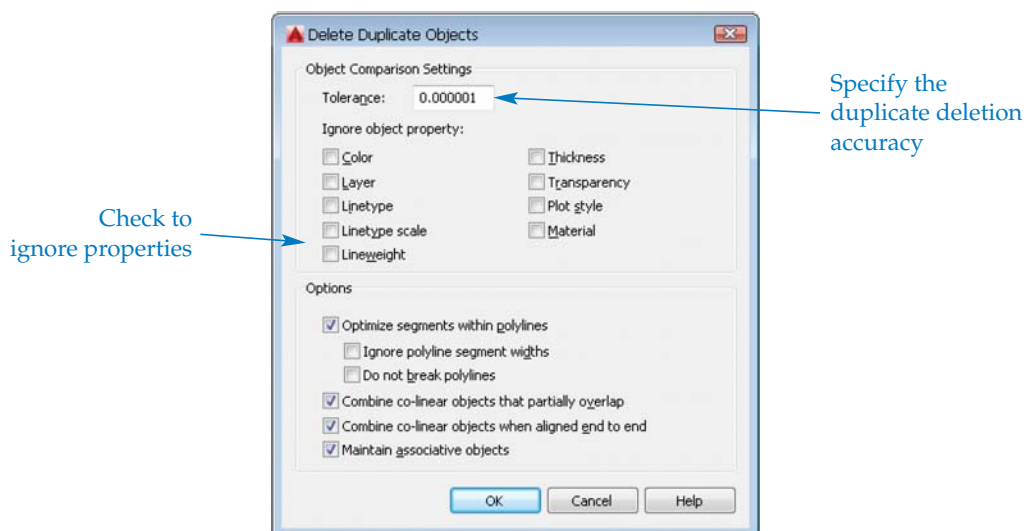 Delete Duplicate Objects
Object Comparison Settings
Tolerance: 0.000001
Specify the
duplicate deletion
accuracy
Ignore object property:
Color
Thickness
Layer
Transparency
Linetype
Plot style
Linetype scale
Material
Lineweight
Check to
ignore properties
Options
Optimize segments within polylines
Ignore polyline segment widths
Do not break polylines
Combine co-linear objects that partially overlap
Combine co-linear objects when aligned end to end
Maintain associative objects
OK
Cancel
Help